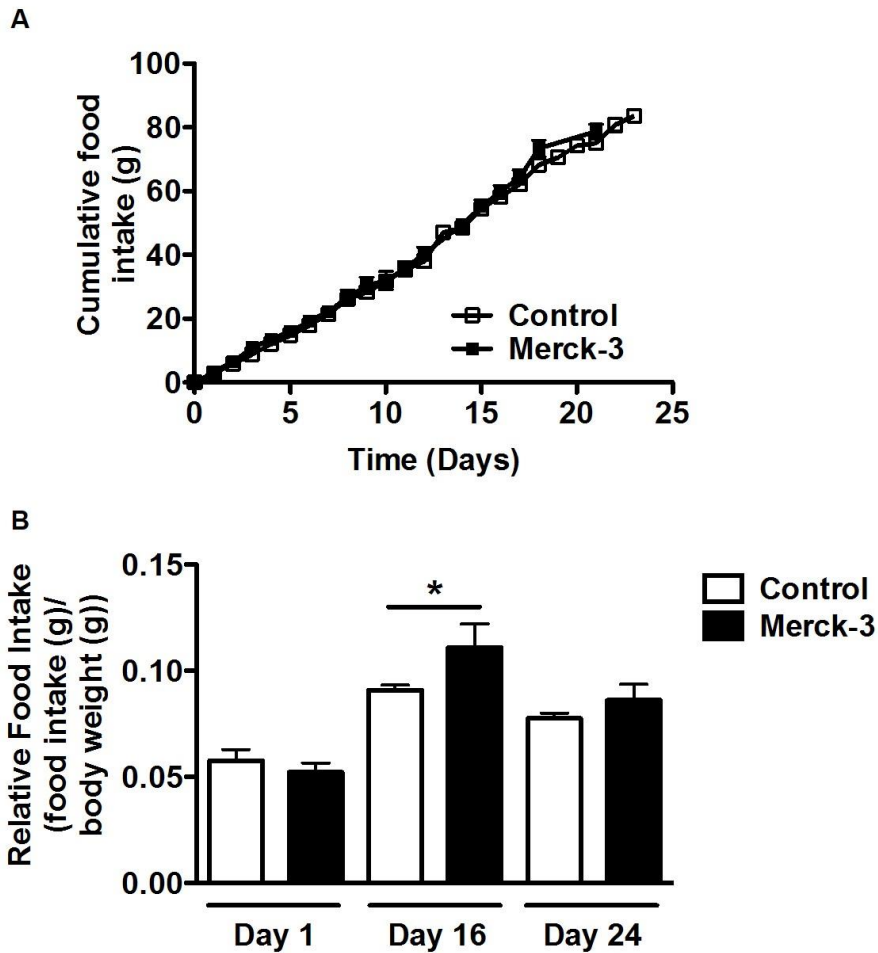 A
Cumulative food
intake (g)
100
80
60
40
20
0
0 5 10 15 20 25
Time (Days)
Control
Merck-3
B
Relative Food Intake
(food intake (g)/
body weight (g))
0.15
0.10
0.05
0.00
*
Control
Merck-3
Day 1 Day 16 Day 24